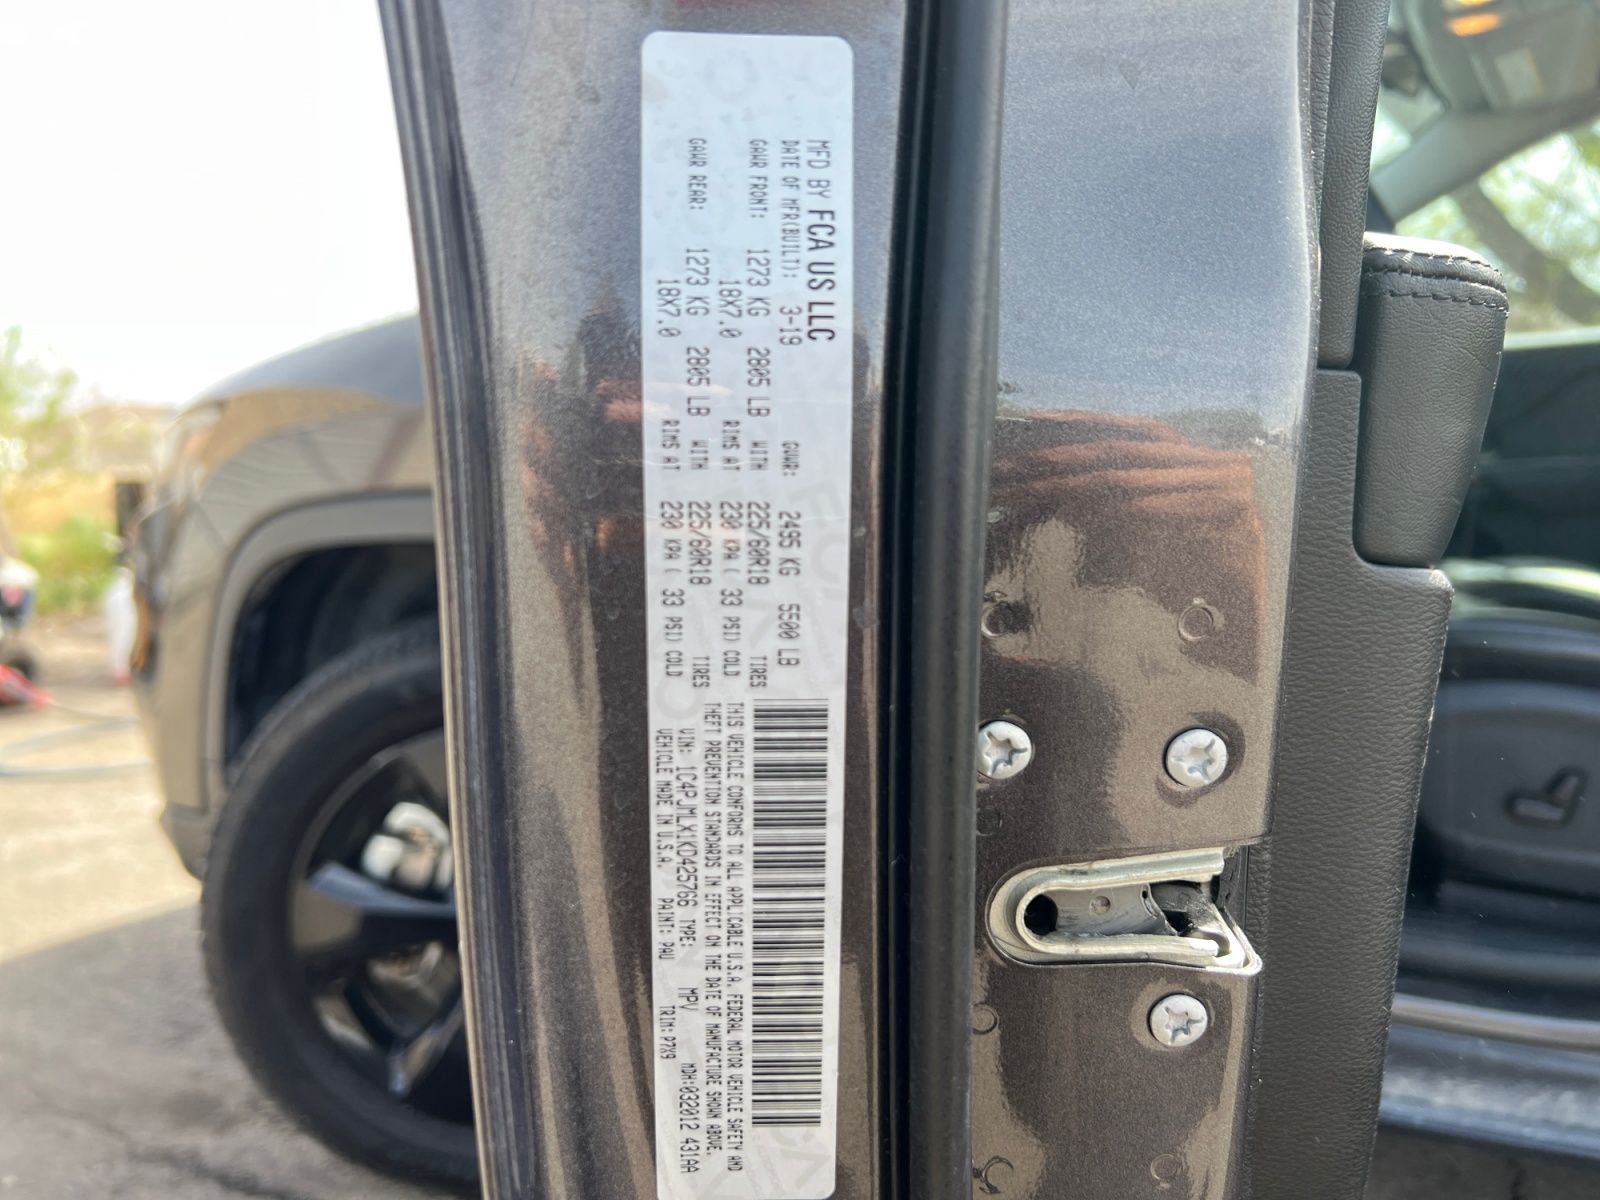 MFD BY FCA US LLC
DATE OF MFR(BUILT): 3-19 GVWR: 2495 KG 5500 LB
GAWR FRONT: 1273 KG 2805 LB WITH 225/60R18 TIRES
18X7.0 RIMS AT 230 KPA( 33 PSI) COLD
GAWR REAR: 1273 KG 2805 LB WITH 225/60R18 TIRES
18X7.0 RIMS AT 230 KPA( 33 PSI) COLD
THIS VEHICLE CONFORMS TO ALL APPLICABLE U.S.A. FEDERAL MOTOR VEHICLE SAFETY AND
THEFT PREVENTION STANDARDS IN EFFECT ON THE DATE OF MANUFACTURE SHOWN ABOVE.
VIN: 1C4PJMLX1KD425766 TYPE: MPV MDH:032012 431AA
VEHICLE MADE IN U.S.A. PAINT: PAU TRIM: P7X9